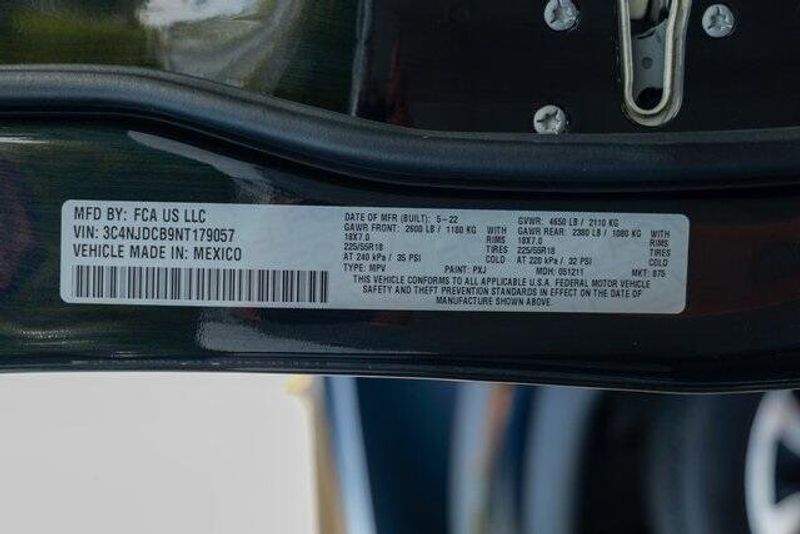 MFD BY: FCA US LLC
VIN: 3C4NJDCB9NT179057
VEHICLE MADE IN: MEXICO
DATE OF MFR (BUILT): 5-22
GAWR FRONT: 2600 LB / 1180 KG WITH
18X7.0 RIMS
225/55R18 TIRES
AT 240 kPa / 35 PSI COLD
GVWR: 4650 LB / 2110 KG
GAWR REAR: 2380 LB / 1080 KG WITH
18X7.0 RIMS
225/55R18 TIRES
AT 220 kPa / 32 PSI COLD
TYPE: MPV PAINT: PXJ MDH: 051211 MKT: 875
THIS VEHICLE CONFORMS TO ALL APPLICABLE U.S.A. FEDERAL MOTOR VEHICLE
SAFETY AND THEFT PREVENTION STANDARDS IN EFFECT ON THE DATE OF
MANUFACTURE SHOWN ABOVE.